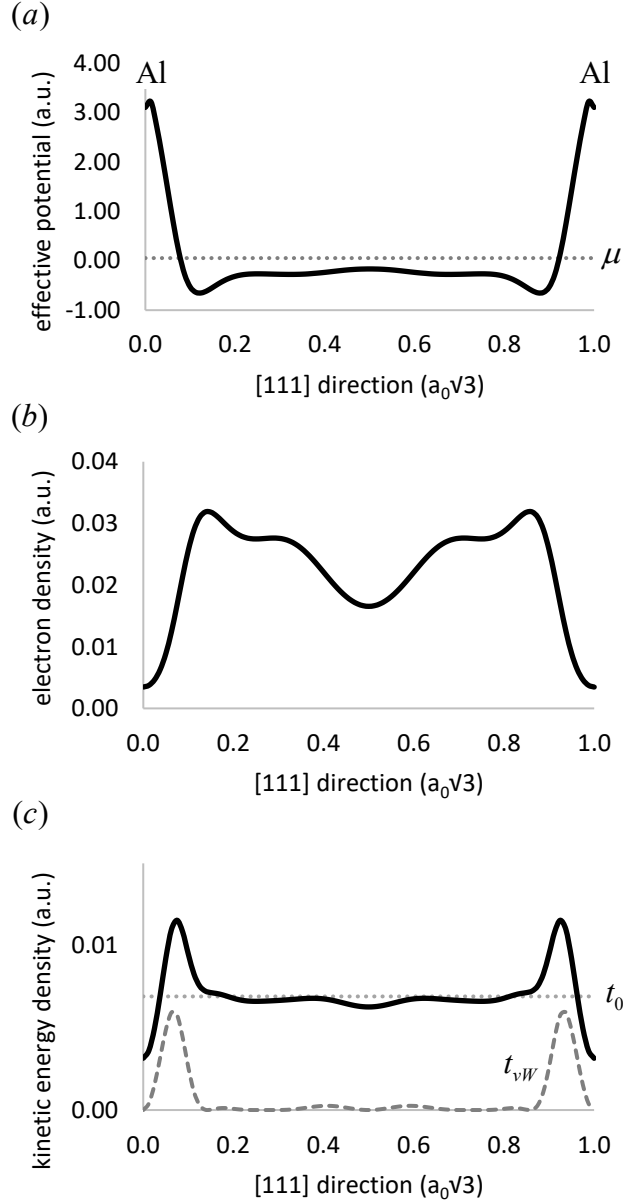 (a)
Al Al
4.00
3.00
2.00
1.00
0.00
-1.00
effective potential (a.u.)
μ
0.0 0.2 0.4 0.6 0.8 1.0
[111] direction (a₀√3)
(b)
0.04
0.03
0.02
0.01
0.00
electron density (a.u.)
0.0 0.2 0.4 0.6 0.8 1.0
[111] direction (a₀√3)
(c)
0.01
0.00
kinetic energy density (a.u.)
t₀
tvW
0.0 0.2 0.4 0.6 0.8 1.0
[111] direction (a₀√3)